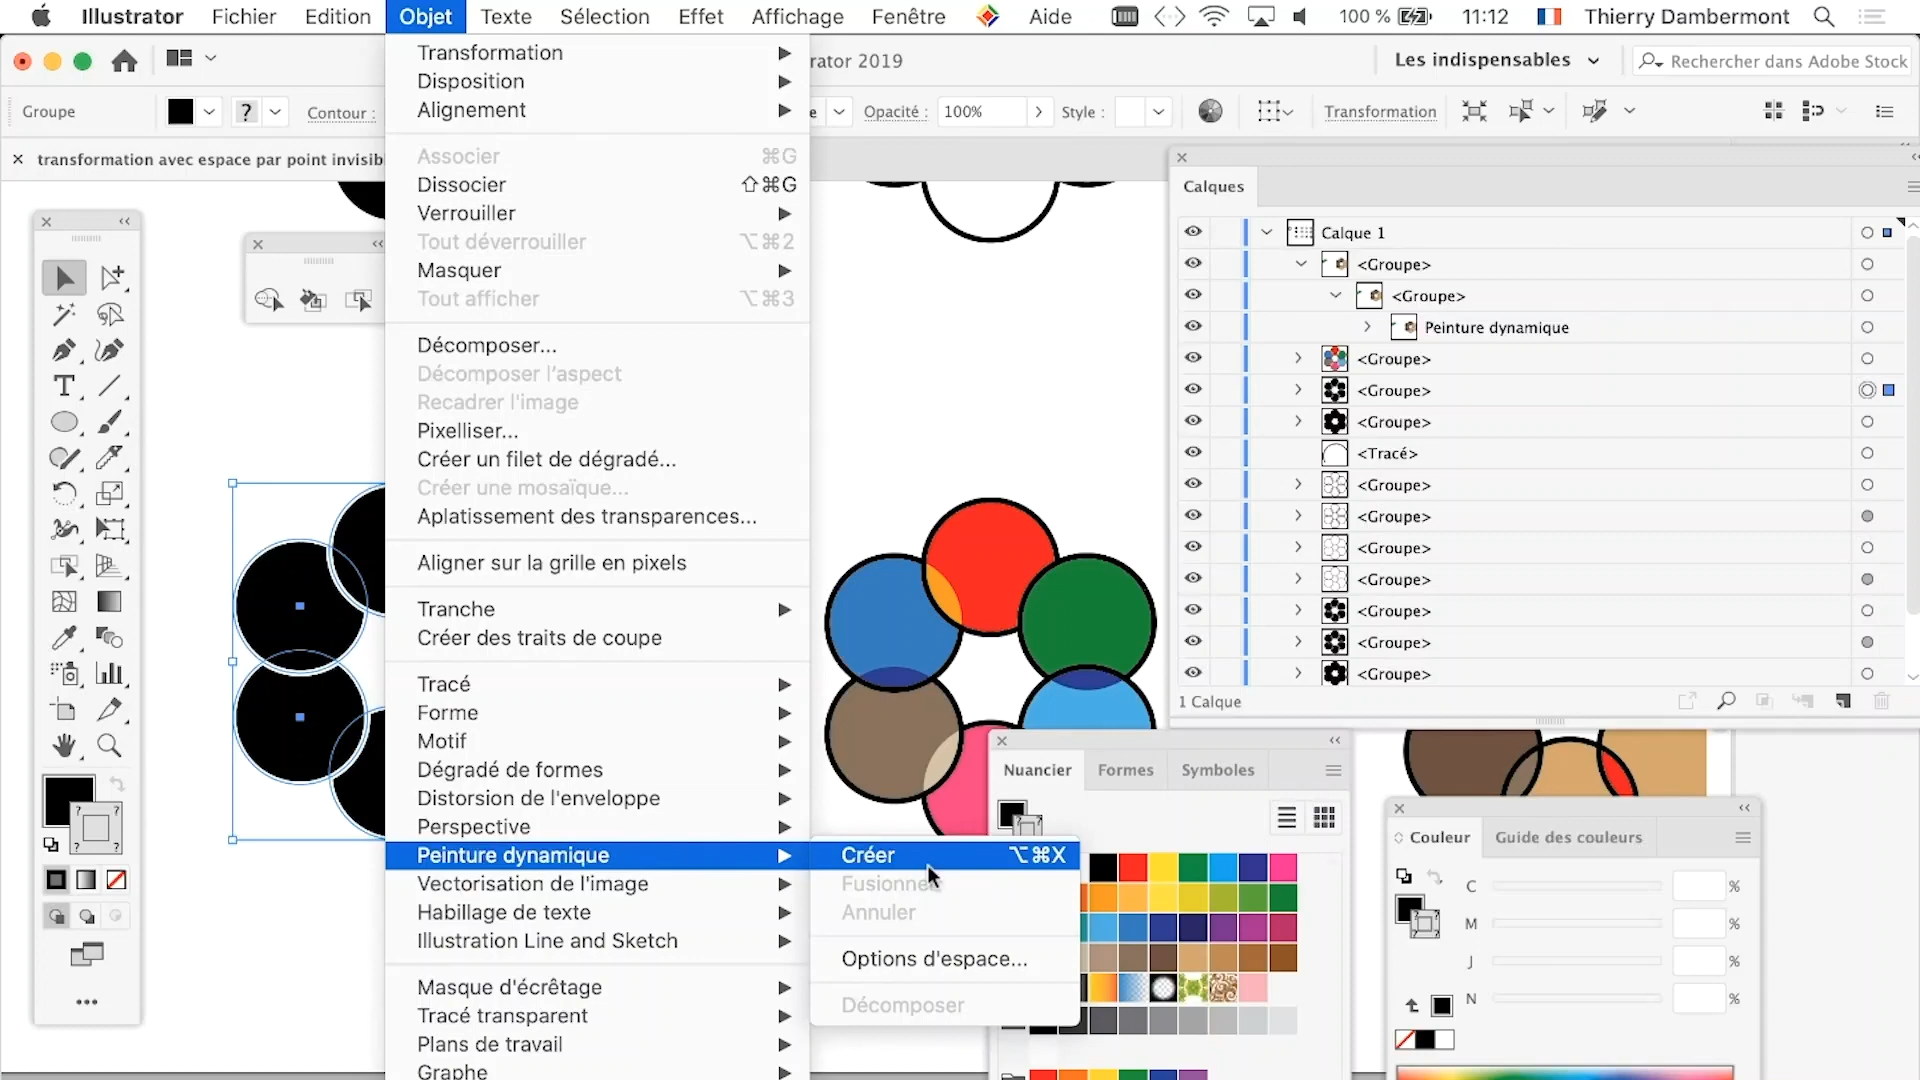 Illustrator Fichier Edition Objet Texte Sélection Effet Affichage Fenêtre Aide 100 % 11:12 Thierry Dambermont
rator 2019 Les indispensables Rechercher dans Adobe Stock
Groupe ? Contour : e Opacité : 100% Style : Transformation
transformation avec espace par point invisib
Transformation
Disposition
Alignement
Associer ⌘G
Dissocier ⇧⌘G
Verrouiller
Tout déverrouiller ⌥⌘2
Masquer
Tout afficher ⌥⌘3
Décomposer...
Décomposer l'aspect
Recadrer l'image
Pixelliser...
Créer un filet de dégradé...
Créer une mosaïque...
Aplatissement des transparences...
Aligner sur la grille en pixels
Tranche
Créer des traits de coupe
Tracé
Forme
Motif
Dégradé de formes
Distorsion de l'enveloppe
Perspective
Peinture dynamique
Vectorisation de l'image
Habillage de texte
Illustration Line and Sketch
Masque d'écrêtage
Tracé transparent
Plans de travail
Graphe
Créer ⌥⌘X
Fusionne
Annuler
Options d'espace...
Décomposer
Calques
Calque 1
<Groupe>
<Groupe>
Peinture dynamique
<Groupe>
<Groupe>
<Groupe>
<Tracé>
<Groupe>
<Groupe>
<Groupe>
<Groupe>
<Groupe>
<Groupe>
<Groupe>
1 Calque
Nuancier Formes Symboles
Couleur Guide des couleurs
C %
M %
J %
N %